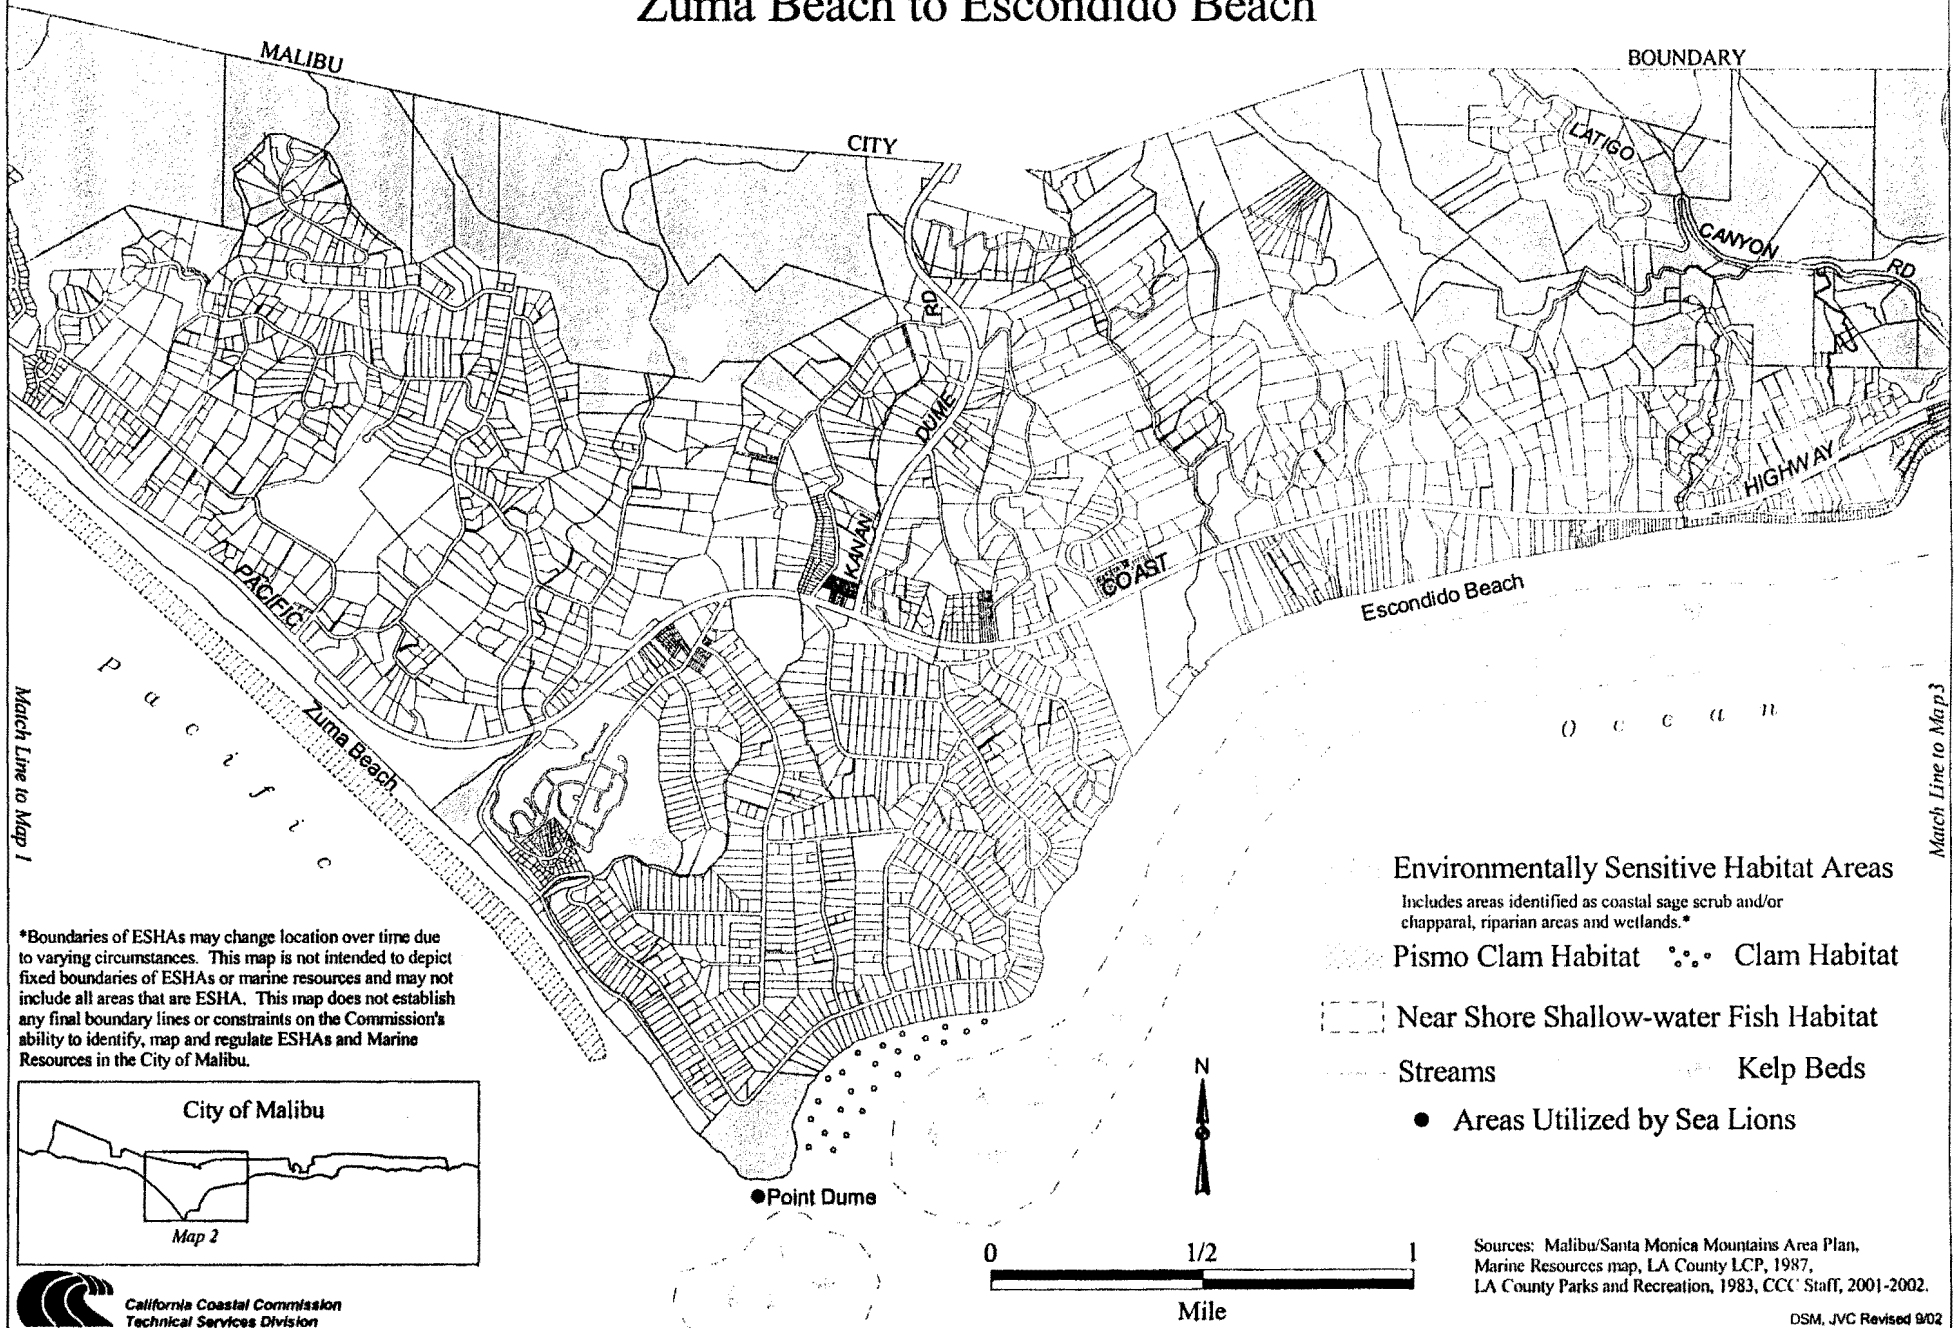 Zuma Beach to Escondido Beach
MALIBU
BOUNDARY
CITY
LATIGO
CANYON
RD
RD
DUME
KANAN
HIGHWAY
COAST
PACIFIC
Escondido Beach
Zuma Beach
Pacific
Ocean
Match Line to Map 1
Match Line to Map3
Environmentally Sensitive Habitat Areas
Includes areas identified as coastal sage scrub and/or
chapparal, riparian areas and wetlands.*
Pismo Clam Habitat Clam Habitat
Near Shore Shallow-water Fish Habitat
Streams Kelp Beds
Areas Utilized by Sea Lions
*Boundaries of ESHAs may change location over time due
to varying circumstances. This map is not intended to depict
fixed boundaries of ESHAs or marine resources and may not
include all areas that are ESHA. This map does not establish
any final boundary lines or constraints on the Commission's
ability to identify, map and regulate ESHAs and Marine
Resources in the City of Malibu.
City of Malibu
Map 2
Point Dume
N
0 1/2 1
Mile
Sources: Malibu/Santa Monica Mountains Area Plan,
Marine Resources map, LA County LCP, 1987,
LA County Parks and Recreation, 1983, CCC Staff, 2001-2002.
California Coastal Commission
Technical Services Division
DSM, JVC Revised 9/02